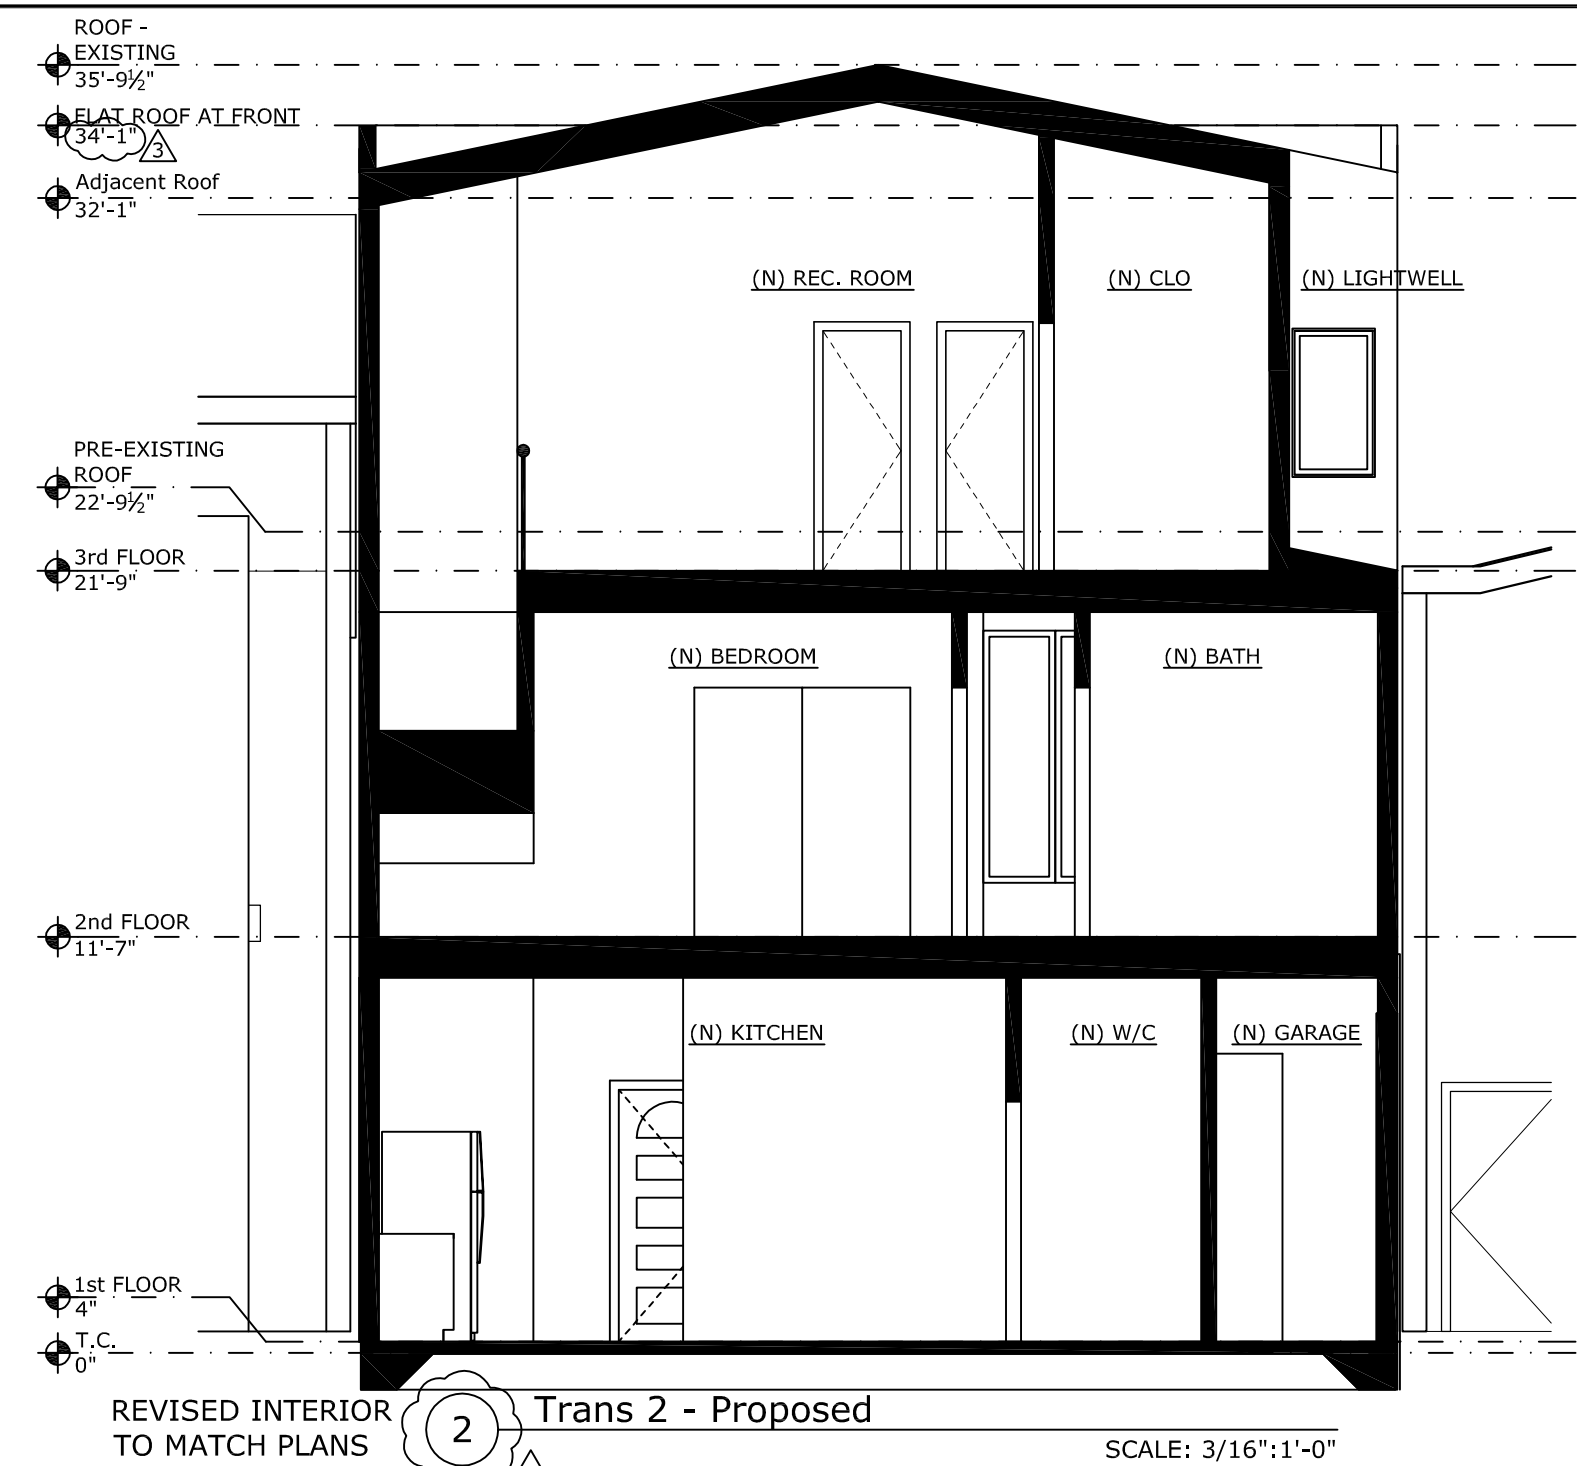 ROOF -
EXISTING
35'-9½"
FLAT ROOF AT FRONT
34'-1"
3
Adjacent Roof
32'-1"
(N) REC. ROOM
(N) CLO
(N) LIGHTWELL
PRE-EXISTING
ROOF
22'-9½"
3rd FLOOR
21'-9"
(N) BEDROOM
(N) BATH
2nd FLOOR
11'-7"
(N) KITCHEN
(N) W/C
(N) GARAGE
1st FLOOR
4"
T.C.
0"
REVISED INTERIOR
TO MATCH PLANS
2
Trans 2 - Proposed
SCALE: 3/16":1'-0"